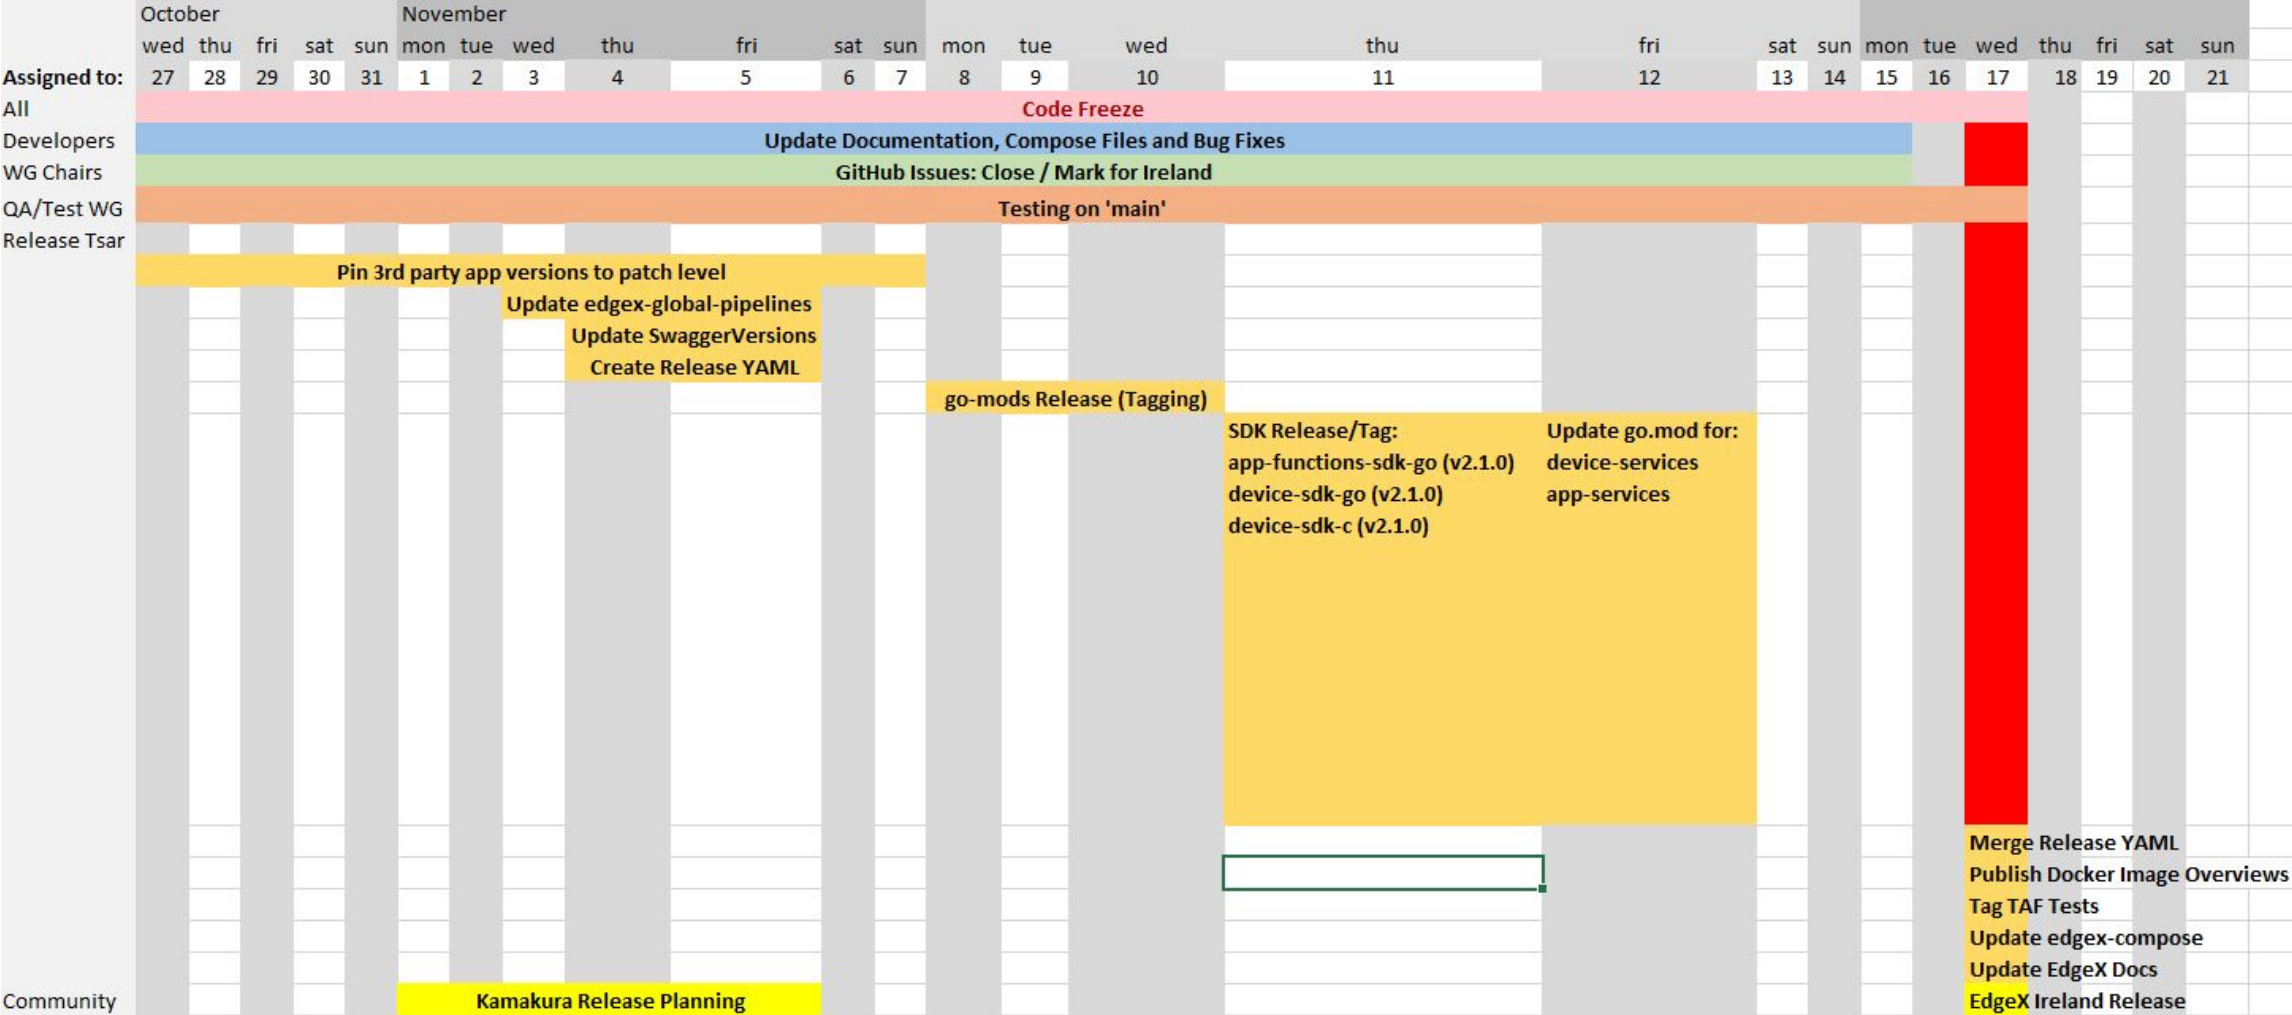 October November
wed thu fri sat sun mon tue wed thu fri sat sun mon tue wed thu fri sat sun mon tue wed thu fri sat sun
Assigned to: 27 28 29 30 31 1 2 3 4 5 6 7 8 9 10 11 12 13 14 15 16 17 18 19 20 21
All Code Freeze
Developers Update Documentation, Compose Files and Bug Fixes
WG Chairs GitHub Issues: Close / Mark for Ireland
QA/Test WG Testing on 'main'
Release Tsar
Pin 3rd party app versions to patch level
Update edgex-global-pipelines
Update SwaggerVersions
Create Release YAML
go-mods Release (Tagging)
SDK Release/Tag:
app-functions-sdk-go (v2.1.0)
device-sdk-go (v2.1.0)
device-sdk-c (v2.1.0)
Update go.mod for:
device-services
app-services
Merge Release YAML
Publish Docker Image Overviews
Tag TAF Tests
Update edgex-compose
Update EdgeX Docs
Community Kamakura Release Planning EdgeX Ireland Release